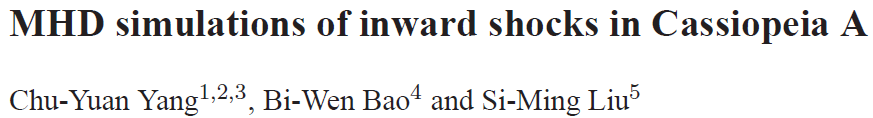 MHD simulations of inward shocks in Cassiopeia A
Chu-Yuan Yang1,2,3, Bi-Wen Bao4 and Si-Ming Liu5